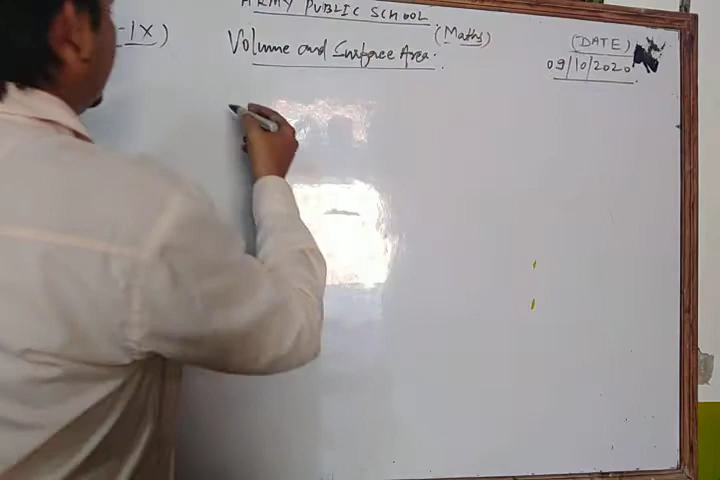 ARMY PUBLIC SCHOOL
-IX)
(Maths)
Volume and Surface Area:
(DATE)
09/10/2020